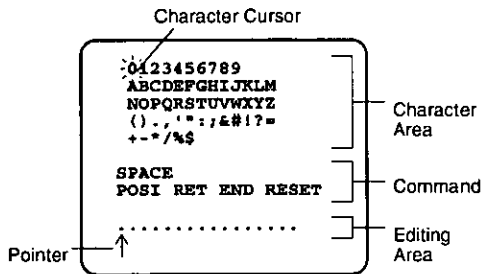 Character Cursor
0123456789
ABCDEFGHIJKLM
NOPQRSTUVWXYZ
().,'":;&#!?=
+-*/%$
Character
Area
SPACE
POSI RET END RESET
Command
................
Editing
Area
Pointer